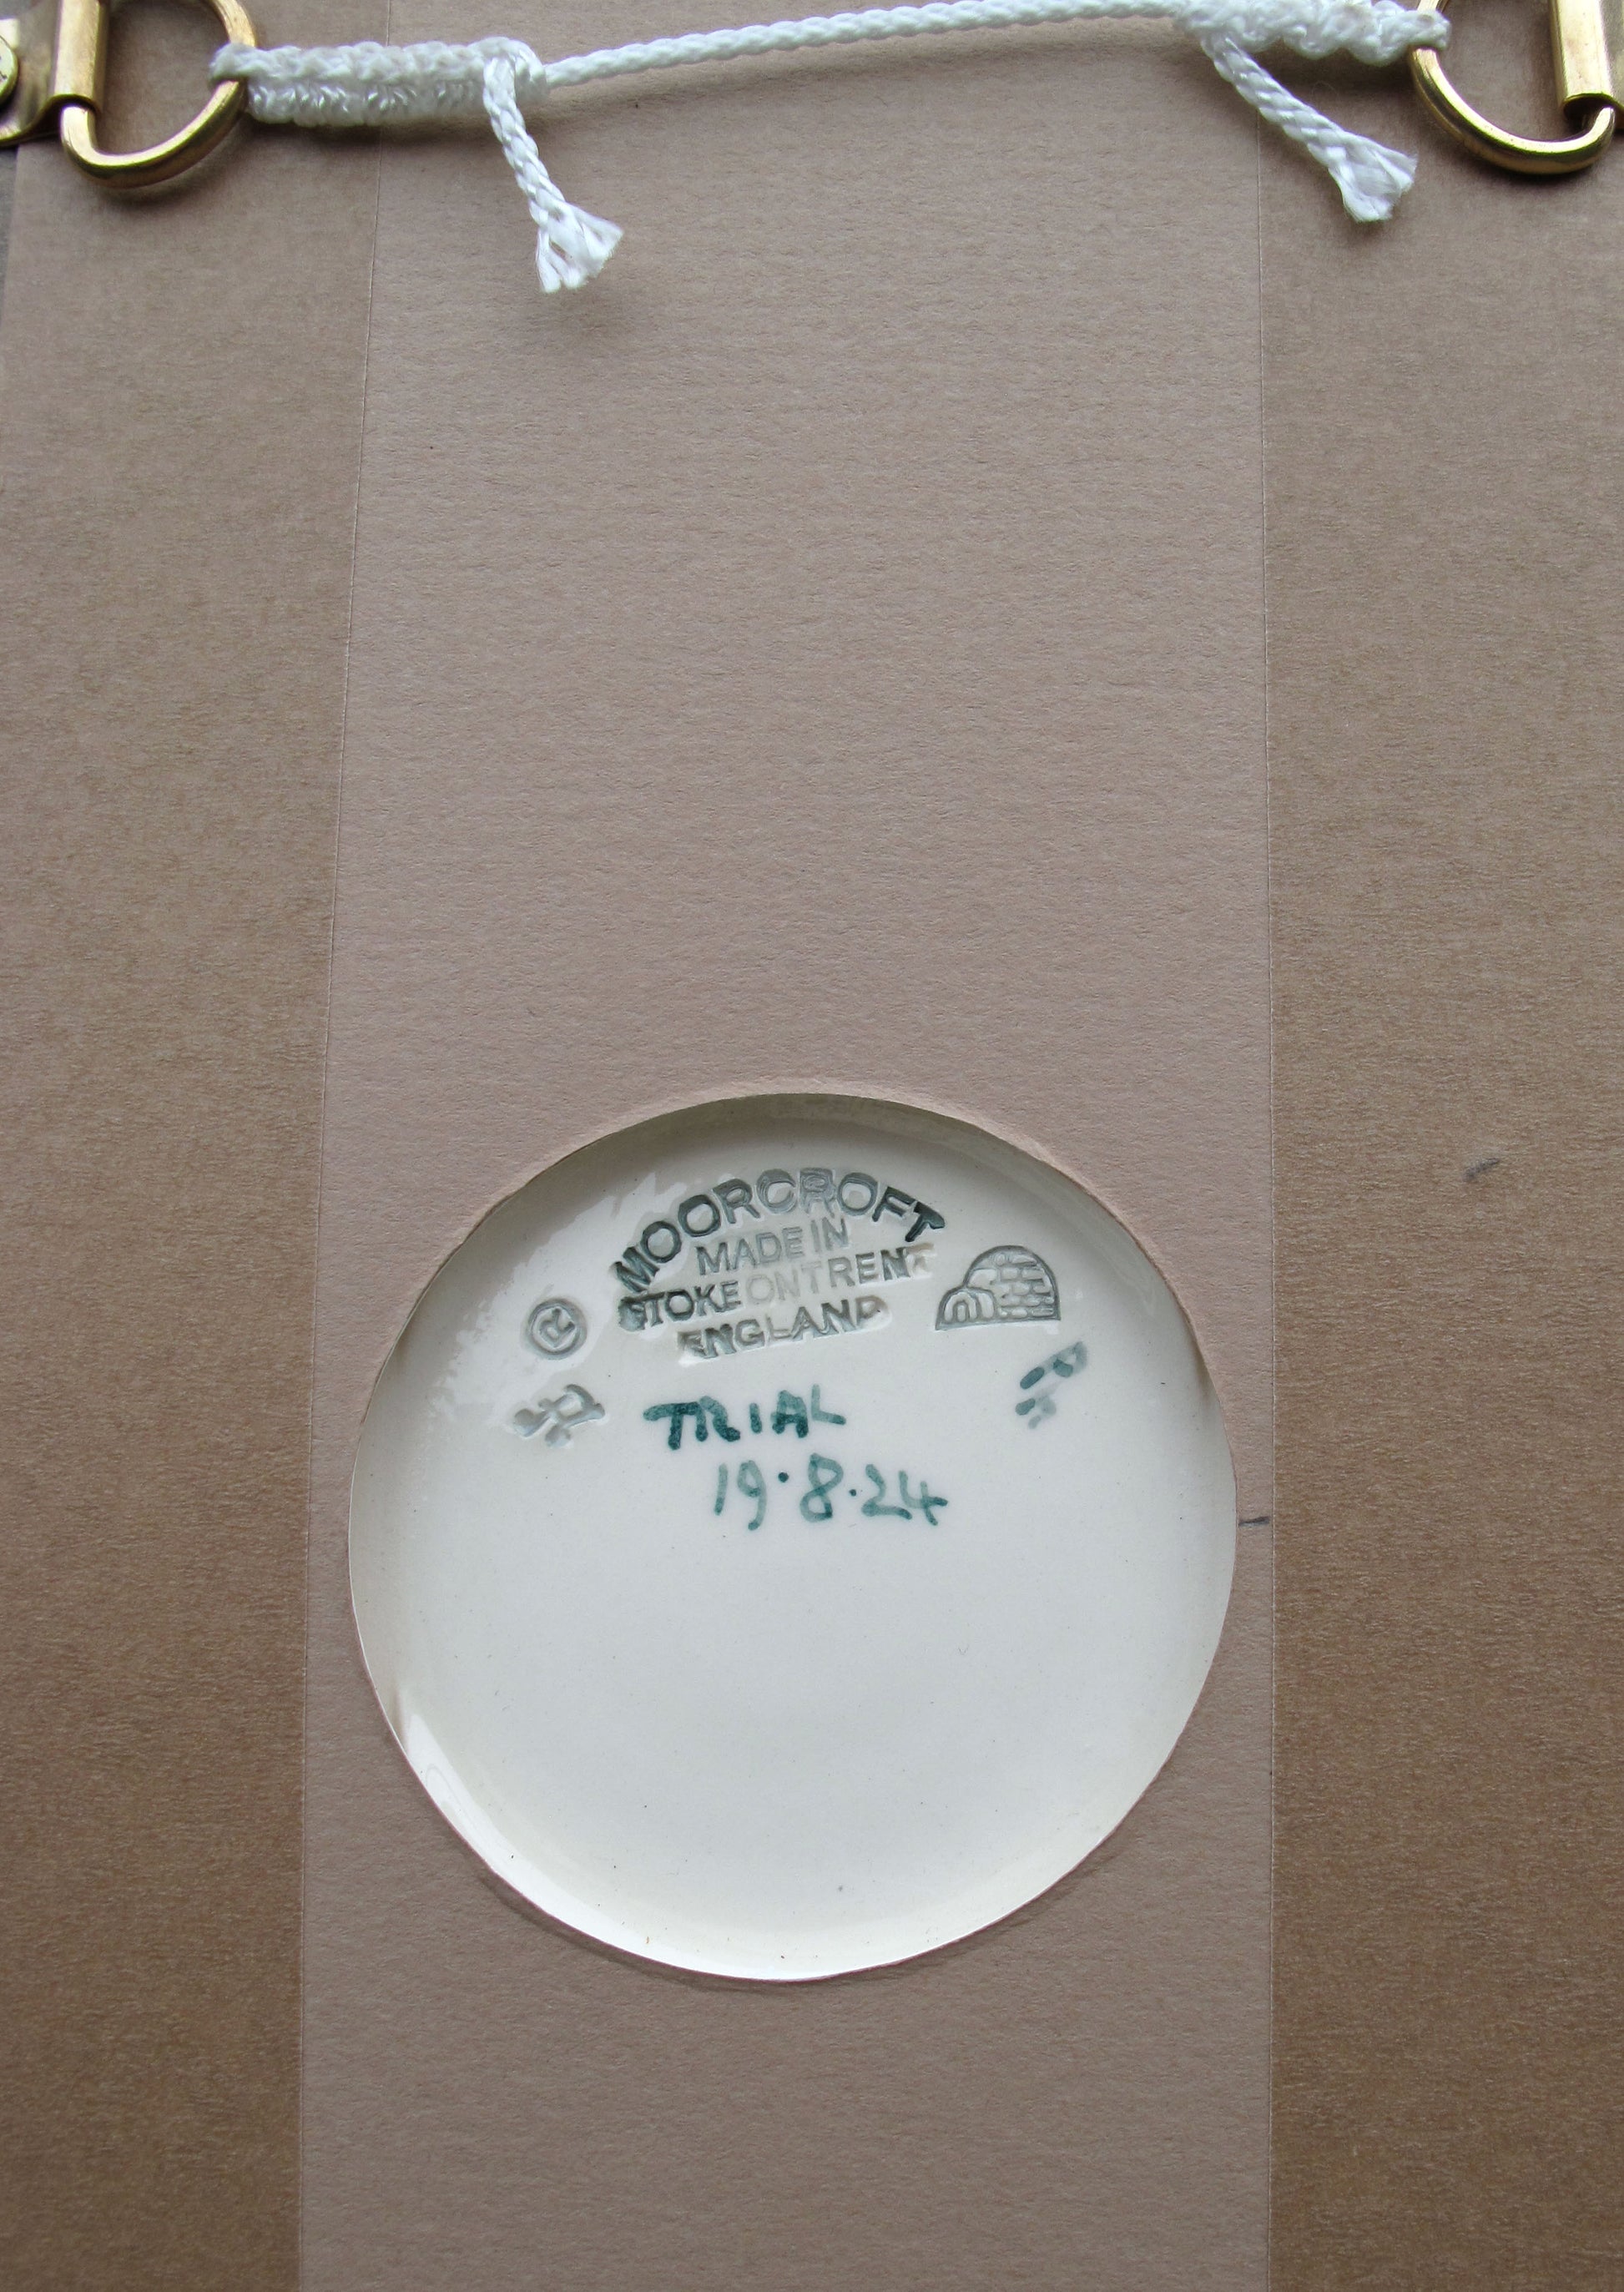 MOORCROFT
MADE IN
STOKE ON TRENT
ENGLAND
®
TRIAL
19.8.24